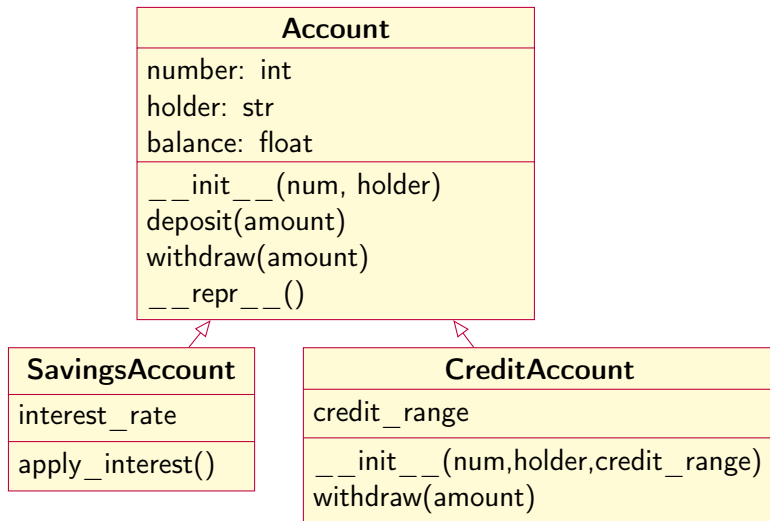 Account
number: int
holder: str
balance: float
__init__(num, holder)
deposit(amount)
withdraw(amount)
__repr__()
SavingsAccount
interest_rate
apply_interest()
CreditAccount
credit_range
__init__(num,holder,credit_range)
withdraw(amount)